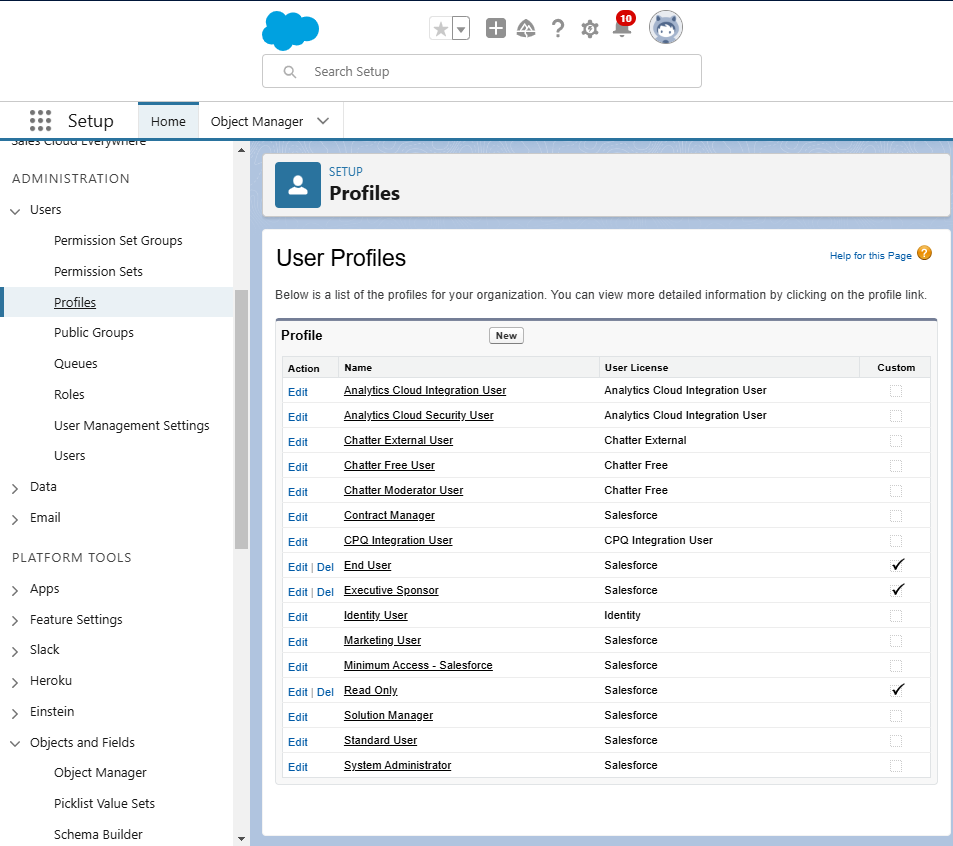 10
Search Setup
Setup
Home
Object Manager
Sales Cloud Everywhere
ADMINISTRATION
Users
Permission Set Groups
Permission Sets
Profiles
Public Groups
Queues
Roles
User Management Settings
Users
Data
Email
PLATFORM TOOLS
Apps
Feature Settings
Slack
Heroku
Einstein
Objects and Fields
Object Manager
Picklist Value Sets
Schema Builder
SETUP
Profiles
User Profiles
Help for this Page ?
Below is a list of the profiles for your organization. You can view more detailed information by clicking on the profile link.
Profile New
Action Name User License Custom
Edit Analytics Cloud Integration User Analytics Cloud Integration User
Edit Analytics Cloud Security User Analytics Cloud Integration User
Edit Chatter External User Chatter External
Edit Chatter Free User Chatter Free
Edit Chatter Moderator User Chatter Free
Edit Contract Manager Salesforce
Edit CPQ Integration User CPQ Integration User
Edit | Del End User Salesforce
Edit | Del Executive Sponsor Salesforce
Edit Identity User Identity
Edit Marketing User Salesforce
Edit Minimum Access - Salesforce Salesforce
Edit | Del Read Only Salesforce
Edit Solution Manager Salesforce
Edit Standard User Salesforce
Edit System Administrator Salesforce